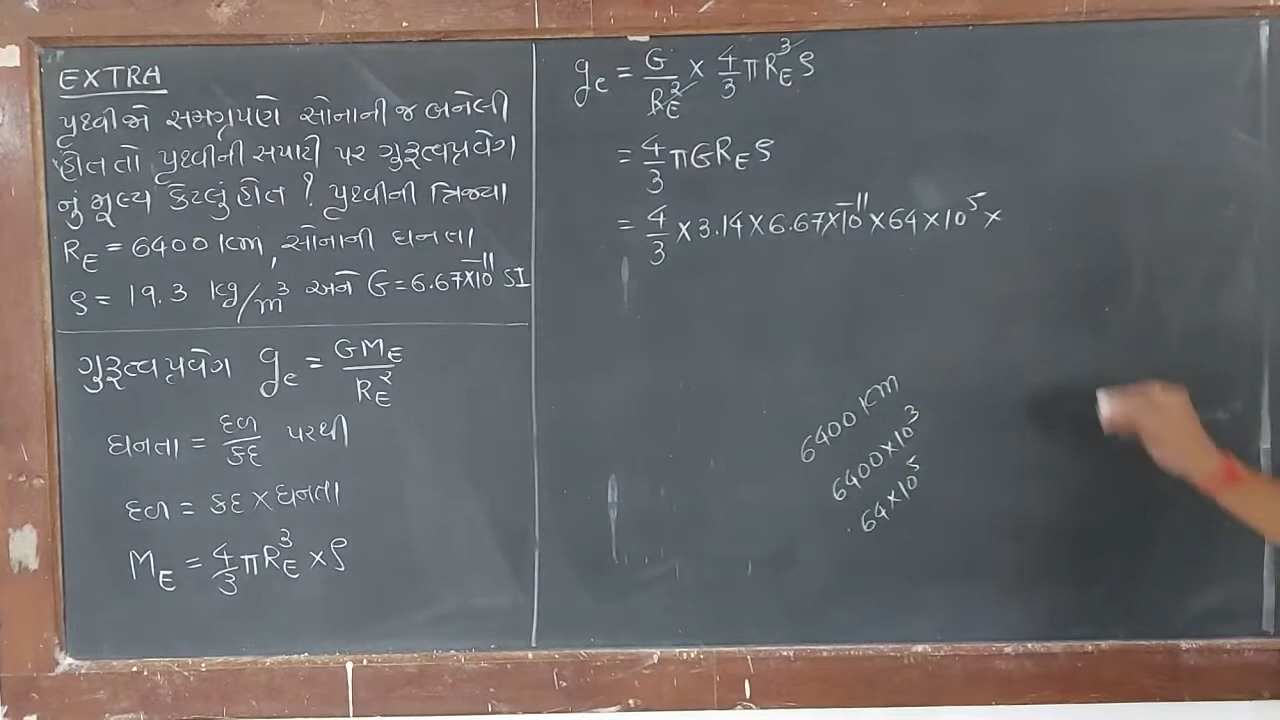 EXTRA
પૃથ્વીએ સમગ્રપણે સોનાની જ બનેલી
હોત તો પૃથ્વીની સપાટી પર ગુરુત્વપ્રવેગ
નું મૂલ્ય કેટલું હોત ? પૃથ્વીની ત્રિજ્યા
R_E = 6400 km, સોનાની ઘનતા
ρ = 19.3 kg/m³ અને G = 6.67×10⁻¹¹ SI
ગુરૂત્વ પ્રવેગ g_e = GM_E / R_E²
ઘનતા = દળ / કદ પરથી
દળ = કદ × ઘનતા
M_E = 4/3 πR_E³ × ρ
g_e = G / R_E² × 4/3 πR_E³ ρ
= 4/3 πGR_E ρ
= 4/3 × 3.14 × 6.67 × 10⁻¹¹ × 64 × 10⁵ ×
6400 km
6400 × 10³
64 × 10⁵